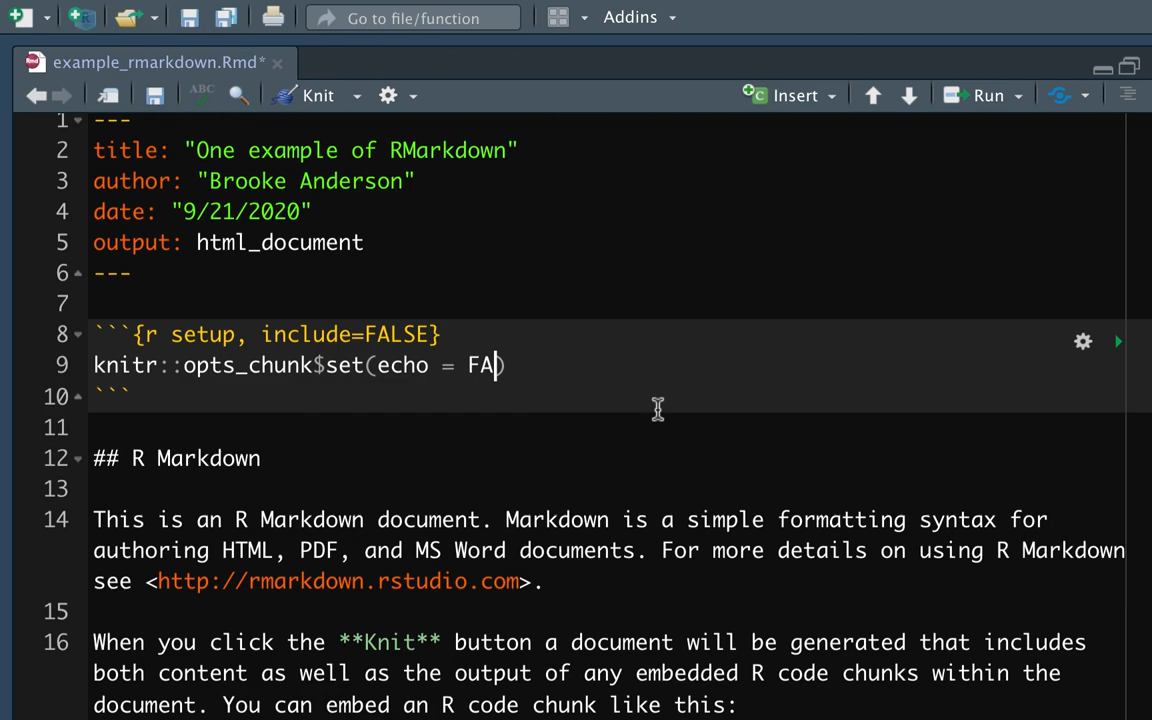 Go to file/function
Addins
example_rmarkdown.Rmd*
ABC
Knit
Insert
Run
1 ---
2 title: "One example of RMarkdown"
3 author: "Brooke Anderson"
4 date: "9/21/2020"
5 output: html_document
6 ---
7
8 ```{r setup, include=FALSE}
9 knitr::opts_chunk$set(echo = FA)
10 ```
11
12 ## R Markdown
13
14 This is an R Markdown document. Markdown is a simple formatting syntax for
authoring HTML, PDF, and MS Word documents. For more details on using R Markdown
see <http://rmarkdown.rstudio.com>.
15
16 When you click the **Knit** button a document will be generated that includes
both content as well as the output of any embedded R code chunks within the
document. You can embed an R code chunk like this: